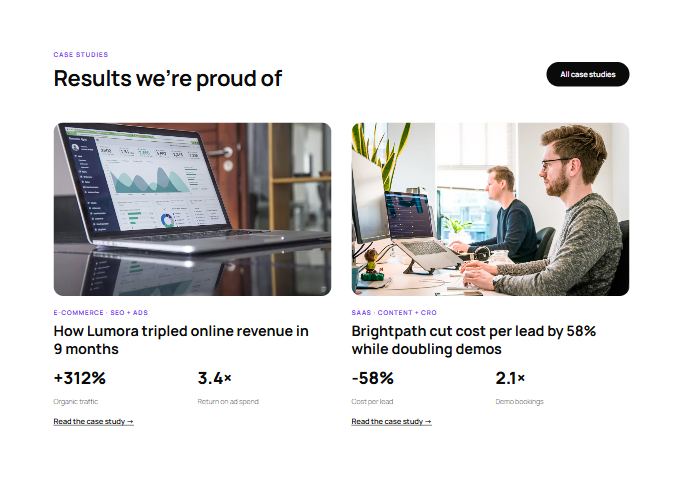 CASE STUDIES
Results we're proud of
All case studies
E-COMMERCE · SEO + ADS
How Lumora tripled online revenue in
9 months
+312%
3.4×
Organic traffic
Return on ad spend
Read the case study →
SAAS · CONTENT + CRO
Brightpath cut cost per lead by 58%
while doubling demos
-58%
2.1×
Cost per lead
Demo bookings
Read the case study →